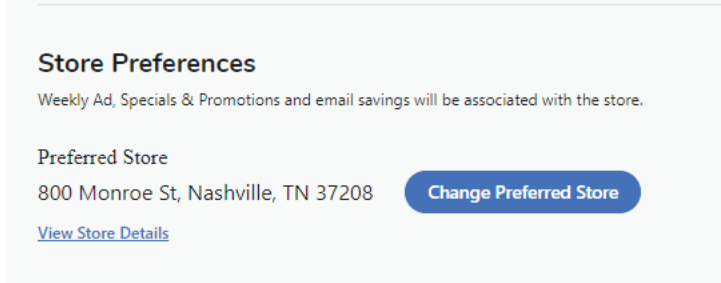 Store Preferences
Weekly Ad, Specials & Promotions and email savings will be associated with the store.
Preferred Store
800 Monroe St, Nashville, TN 37208
Change Preferred Store
View Store Details